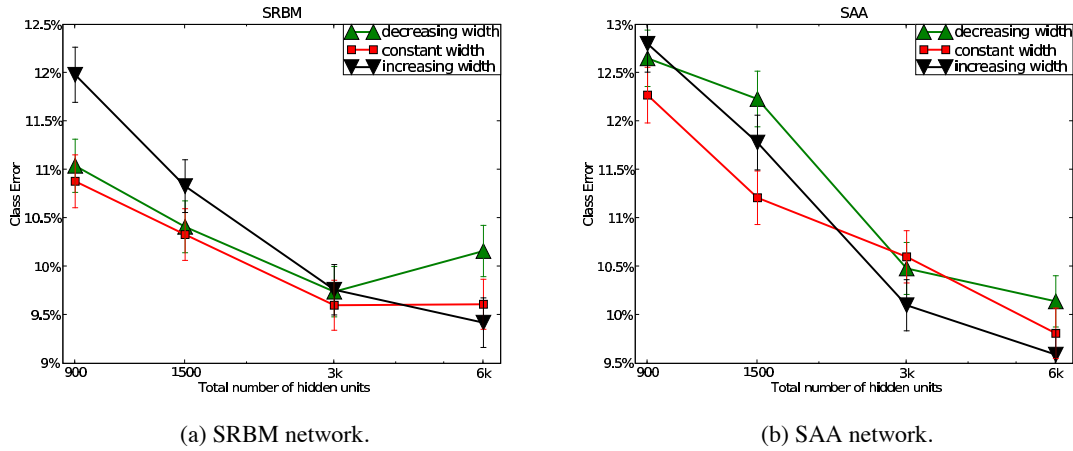 SRBM
12.5%
12%
11.5%
11%
10.5%
10%
9.5%
9%
Class Error
decreasing width
constant width
increasing width
900
1500
3k
6k
Total number of hidden units
(a) SRBM network.
SAA
13%
12.5%
12%
11.5%
11%
10.5%
10%
9.5%
Class Error
decreasing width
constant width
increasing width
900
1500
3k
6k
Total number of hidden units
(b) SAA network.